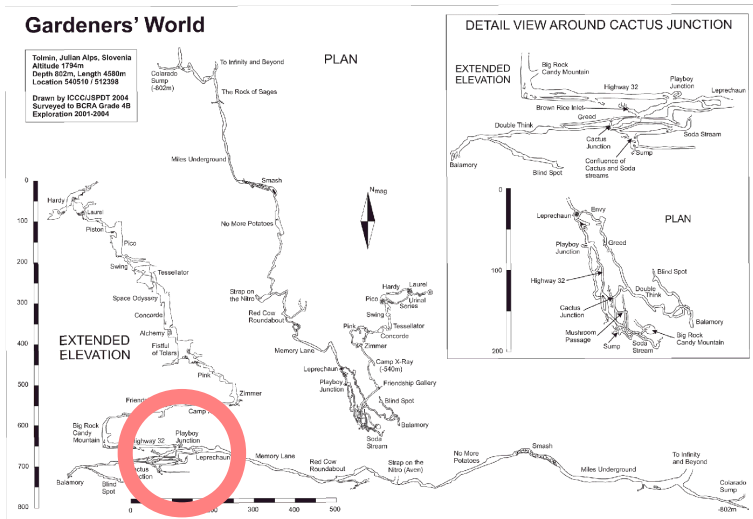 Gardeners' World
Tolmin, Julian Alps, Slovenia
Altitude 1794m
Depth 802m, Length 4580m
Location 540510 / 512398
Drawn by ICCC/JSPDT 2004
Surveyed to BCRA Grade 4B
Exploration 2001-2004
PLAN
Colarado
Sump
(-802m)
To Infinity and Beyond
The Rock of Sages
Miles Underground
Smash
No More Potatoes
Strap on
the Nitro
Red Cow
Roundabout
Memory Lane
Leprechaun
Playboy
Junction
Nmag
Hardy
Laurel
Pico
Urinal
Series
Swing
Tessellator
Pink
Concorde
Zimmer
Camp X-Ray
(-540m)
Friendship Gallery
Blind Spot
Balamory
Soda
Stream
EXTENDED
ELEVATION
0
100
200
300
400
500
600
700
800
Hardy
Laurel
Piston
Pico
Swing
Tessellator
Space Odyssey
Concorde
Alchemy
Fistful
of Tolars
Pink
Zimmer
Friend
Camp
Big Rock
Candy
Mountain
Highway 32
Playboy
Junction
Leprechaun
Cactus
Junction
Balamory
Blind
Spot
Memory Lane
Red Cow
Roundabout
Strap on the
Nitro (Aven)
No More
Potatoes
Smash
Miles Underground
To Infinity
and Beyond
Colorado
Sump
-802m
0
300
400
500
DETAIL VIEW AROUND CACTUS JUNCTION
EXTENDED
ELEVATION
Big Rock
Candy Mountain
Highway 32
Playboy
Junction
Leprechaun
Brown Rice Inlet
Greed
Double Think
Cactus
Junction
Soda Stream
Sump
Balamory
Blind Spot
Confluence of
Cactus and Soda
streams
PLAN
0
100
200
Leprechaun
Envy
Playboy
Junction
Greed
Highway 32
Blind Spot
Double
Think
Cactus
Junction
Balamory
Mushroom
Passage
Sump
Soda
Stream
Big Rock
Candy Mountain